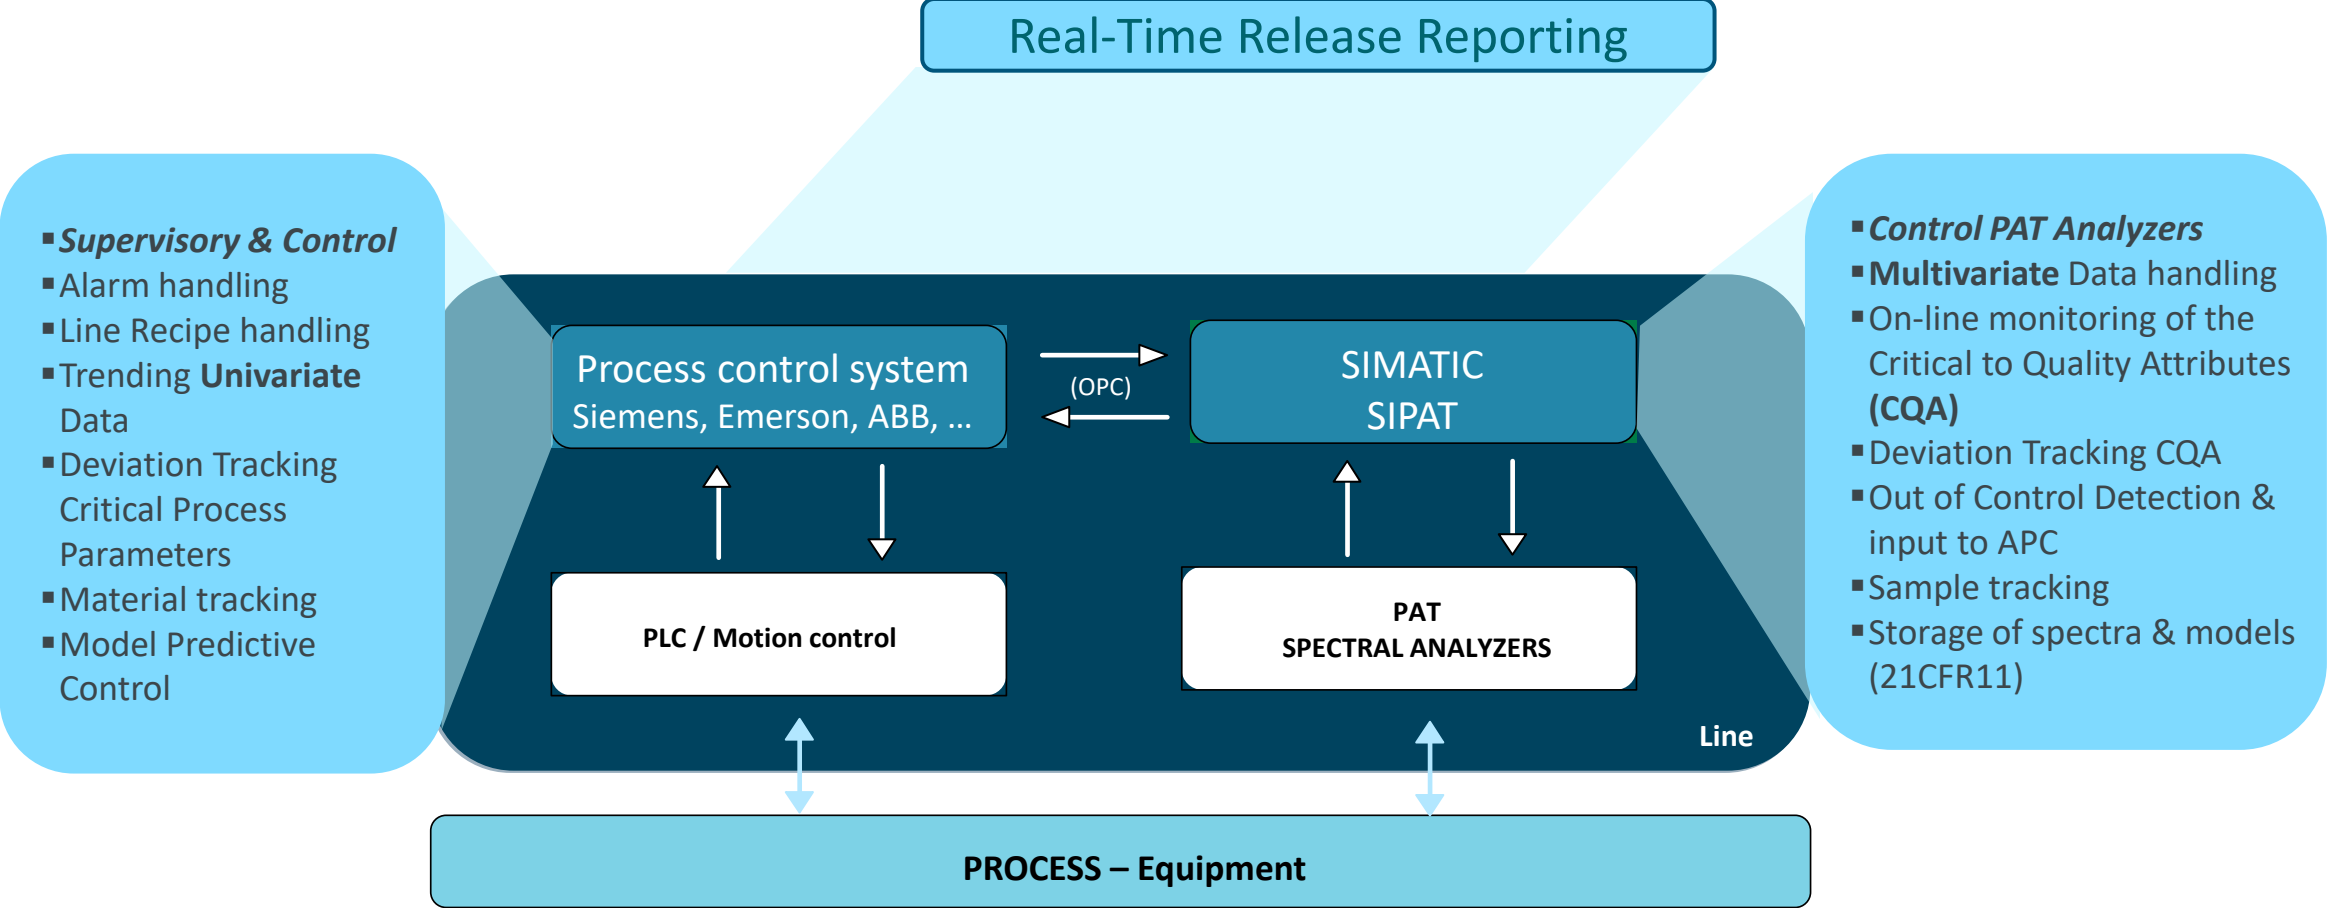 Real-Time Release Reporting
▪Supervisory & Control
▪Alarm handling
▪Line Recipe handling
▪Trending Univariate
Data
▪Deviation Tracking
Critical Process
Parameters
▪Material tracking
▪Model Predictive
Control
Process control system
Siemens, Emerson, ABB, ...
(OPC)
SIMATIC
SIPAT
PLC / Motion control
PAT
SPECTRAL ANALYZERS
Line
▪Control PAT Analyzers
▪Multivariate Data handling
▪On-line monitoring of the
Critical to Quality Attributes
(CQA)
▪Deviation Tracking CQA
▪Out of Control Detection &
input to APC
▪Sample tracking
▪Storage of spectra & models
(21CFR11)
PROCESS – Equipment